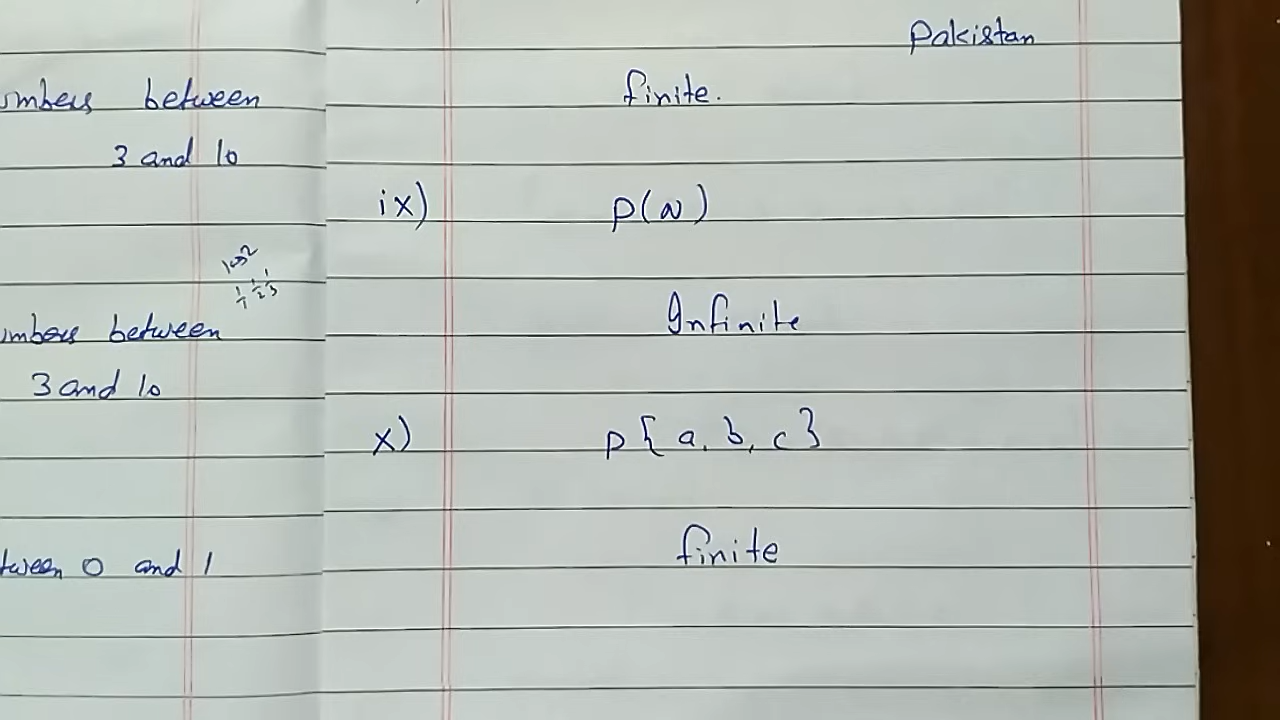 umbers between
3 and 10
umbers between
3 and 10
tween 0 and 1
Pakistan
finite.
ix) P(N)
Infinite
x) P{a, b, c}
finite